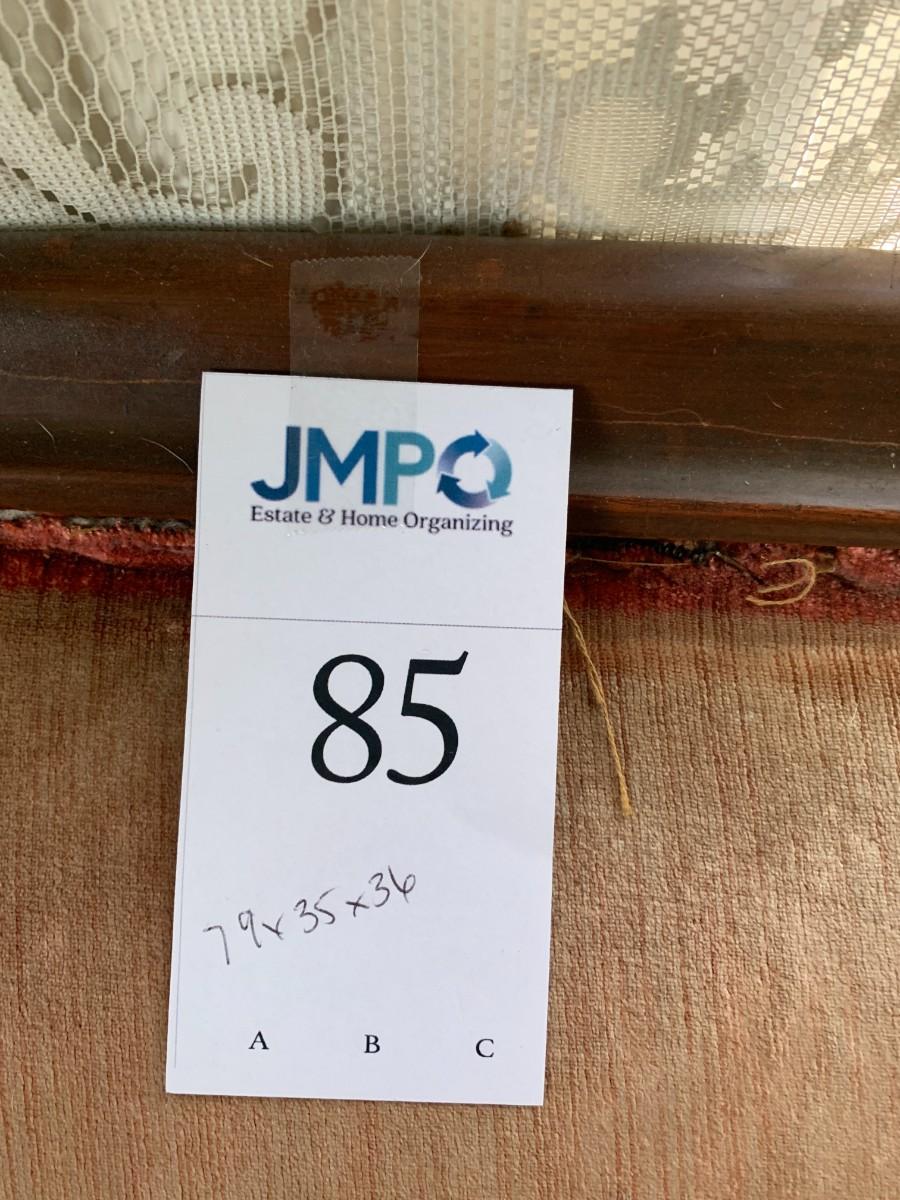 JMPO
Estate & Home Organizing
85
79x35x36
A B C